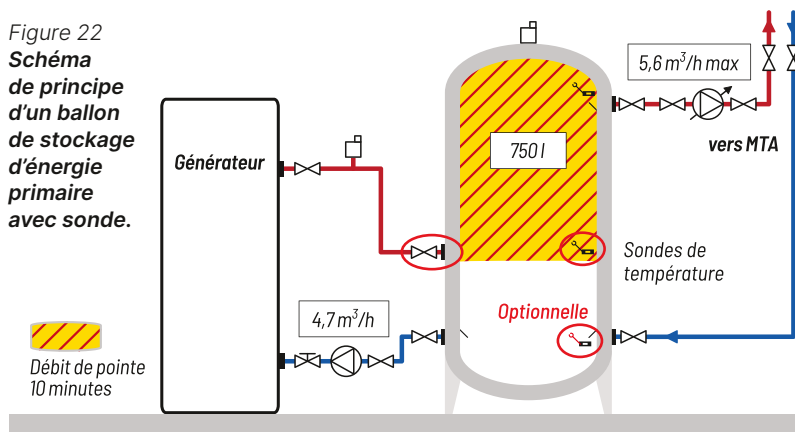 Figure 22
Schéma
de principe
d'un ballon
de stockage
d'énergie
primaire
avec sonde.
Débit de pointe
10 minutes
Générateur
4,7 m³/h
750 l
Optionnelle
5,6 m³/h max
vers MTA
Sondes de
température